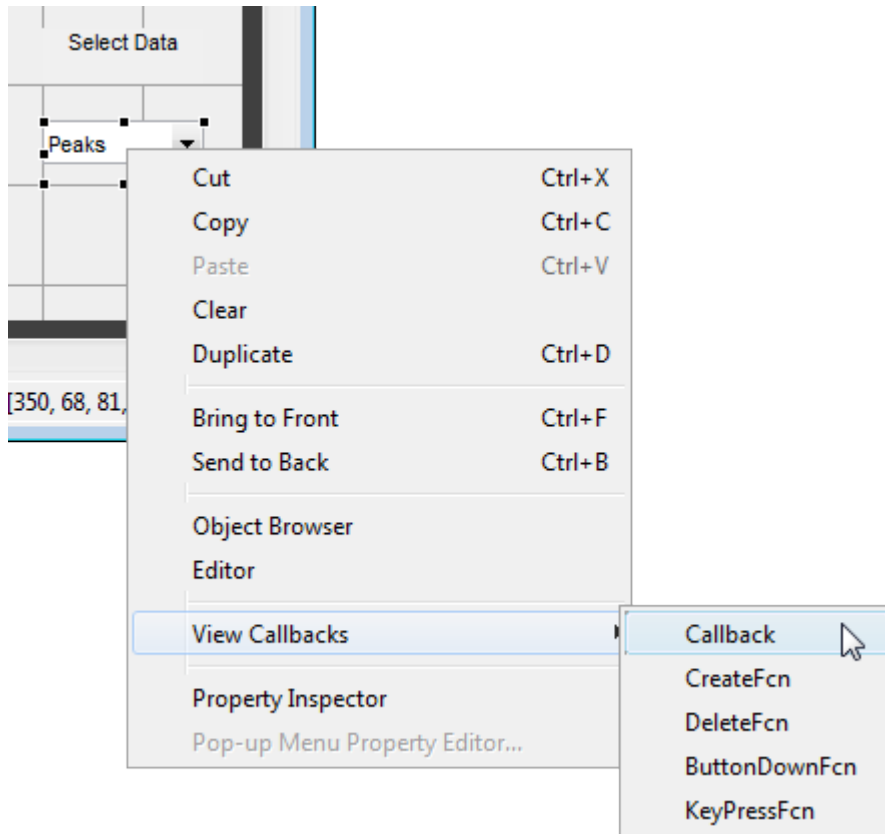 Select Data
Peaks
Cut Ctrl+X
Copy Ctrl+C
Paste Ctrl+V
Clear
Duplicate Ctrl+D
[350, 68, 81,
Bring to Front Ctrl+F
Send to Back Ctrl+B
Object Browser
Editor
View Callbacks
Callback
CreateFcn
DeleteFcn
ButtonDownFcn
KeyPressFcn
Property Inspector
Pop-up Menu Property Editor...